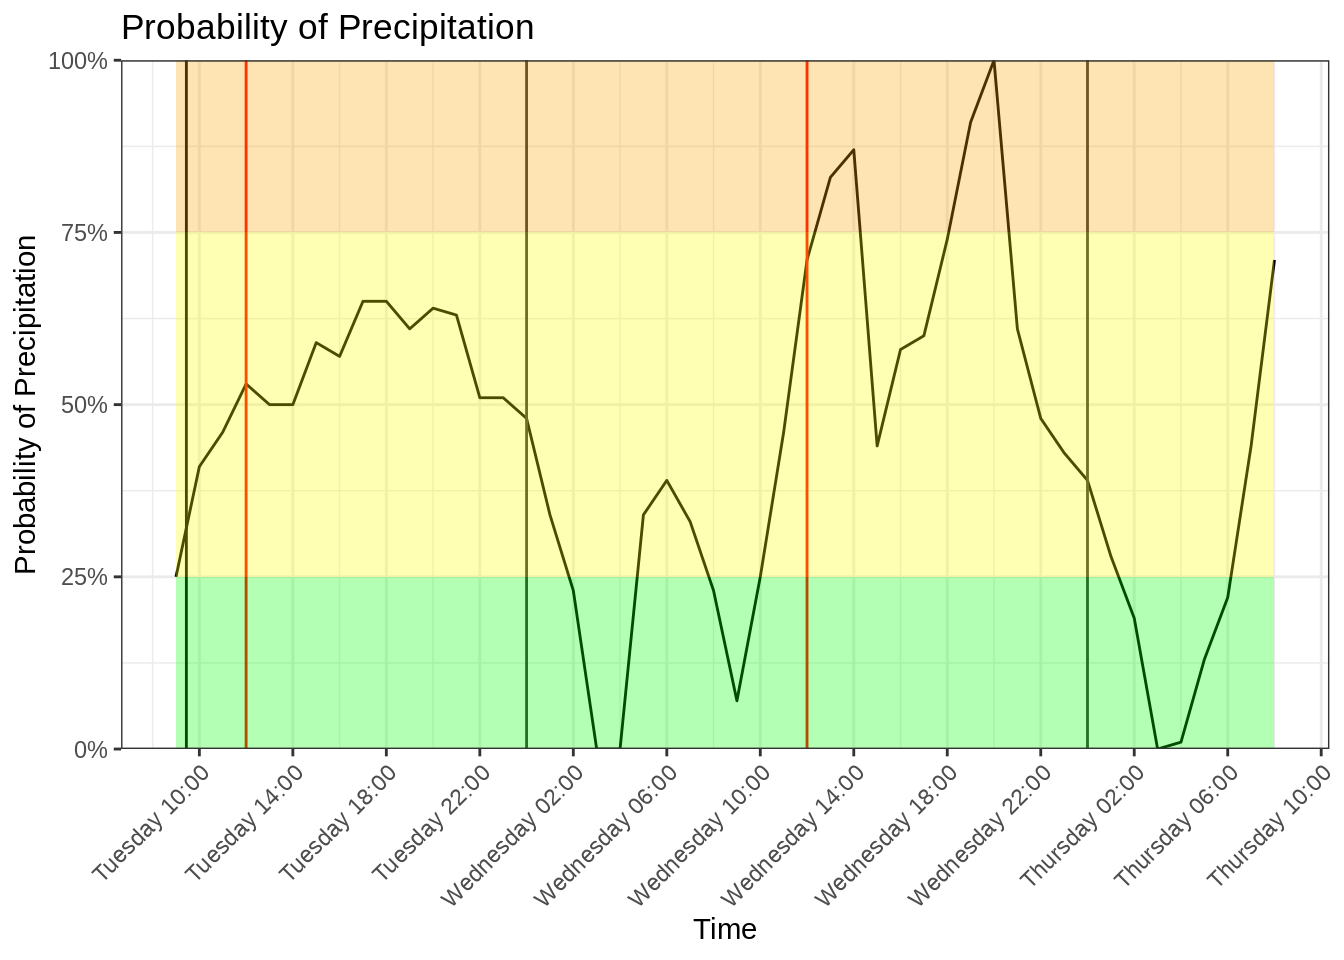 Probability of Precipitation
100%
75%
50%
25%
0%
Probability of Precipitation
Tuesday 10:00
Tuesday 14:00
Tuesday 18:00
Tuesday 22:00
Wednesday 02:00
Wednesday 06:00
Wednesday 10:00
Wednesday 14:00
Wednesday 18:00
Wednesday 22:00
Thursday 02:00
Thursday 06:00
Thursday 10:00
Time